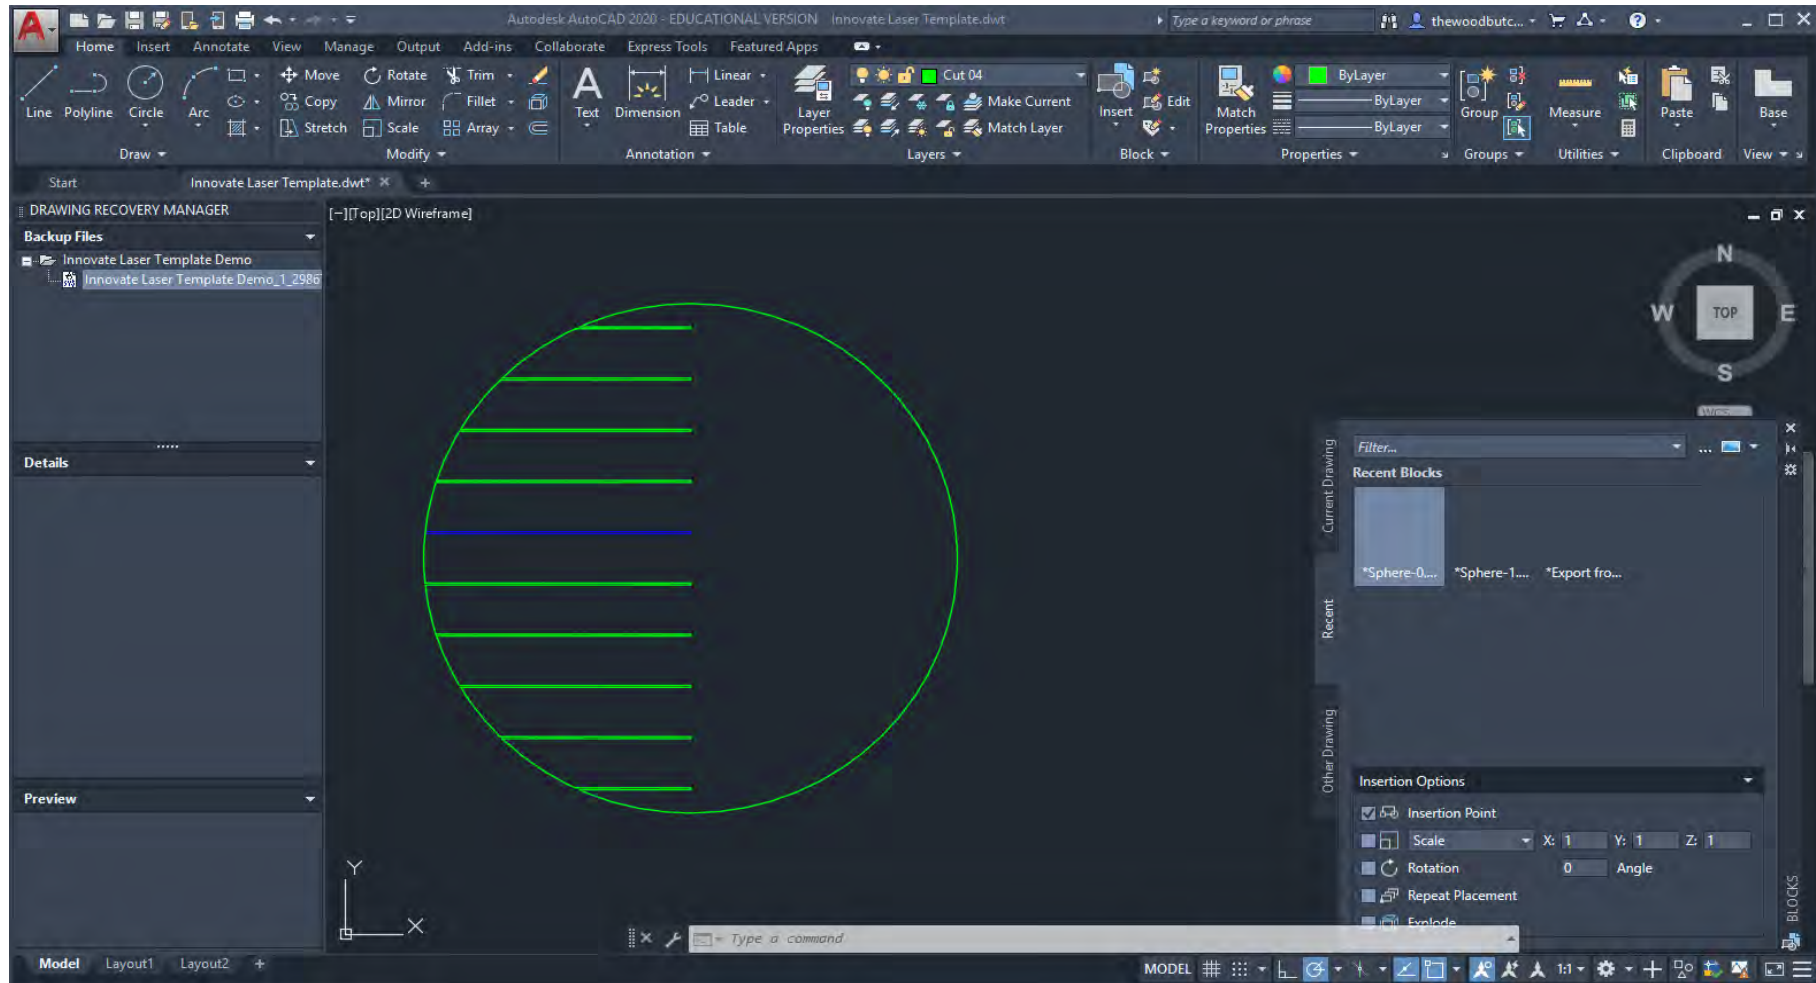 Autodesk AutoCAD 2020 - EDUCATIONAL VERSION Innovate Laser Template.dwt
Type a keyword or phrase
thewoodbutc...
Home Insert Annotate View Manage Output Add-ins Collaborate Express Tools Featured Apps
Line Polyline Circle Arc
Move Rotate Trim
Copy Mirror Fillet
Stretch Scale Array
Text Dimension
Linear
Leader
Table
Layer Properties
Cut 04
Make Current
Match Layer
Insert
Edit
Match Properties
ByLayer
ByLayer
ByLayer
Group
Measure
Paste
Base
Draw Modify Annotation Layers Block Properties Groups Utilities Clipboard View
Start Innovate Laser Template.dwt* +
DRAWING RECOVERY MANAGER
Backup Files
Innovate Laser Template Demo
Innovate Laser Template Demo_1_2986
Details
Preview
[−][Top][2D Wireframe]
N
W TOP E
S
WCS
Y
X
Current Drawing
Recent
Other Drawing
Filter...
Recent Blocks
*Sphere-0.... *Sphere-1.... *Export fro...
Insertion Options
Insertion Point
Scale X: 1 Y: 1 Z: 1
Rotation 0 Angle
Repeat Placement
Explode
BLOCKS
Type a command
Model Layout1 Layout2 +
MODEL 1:1